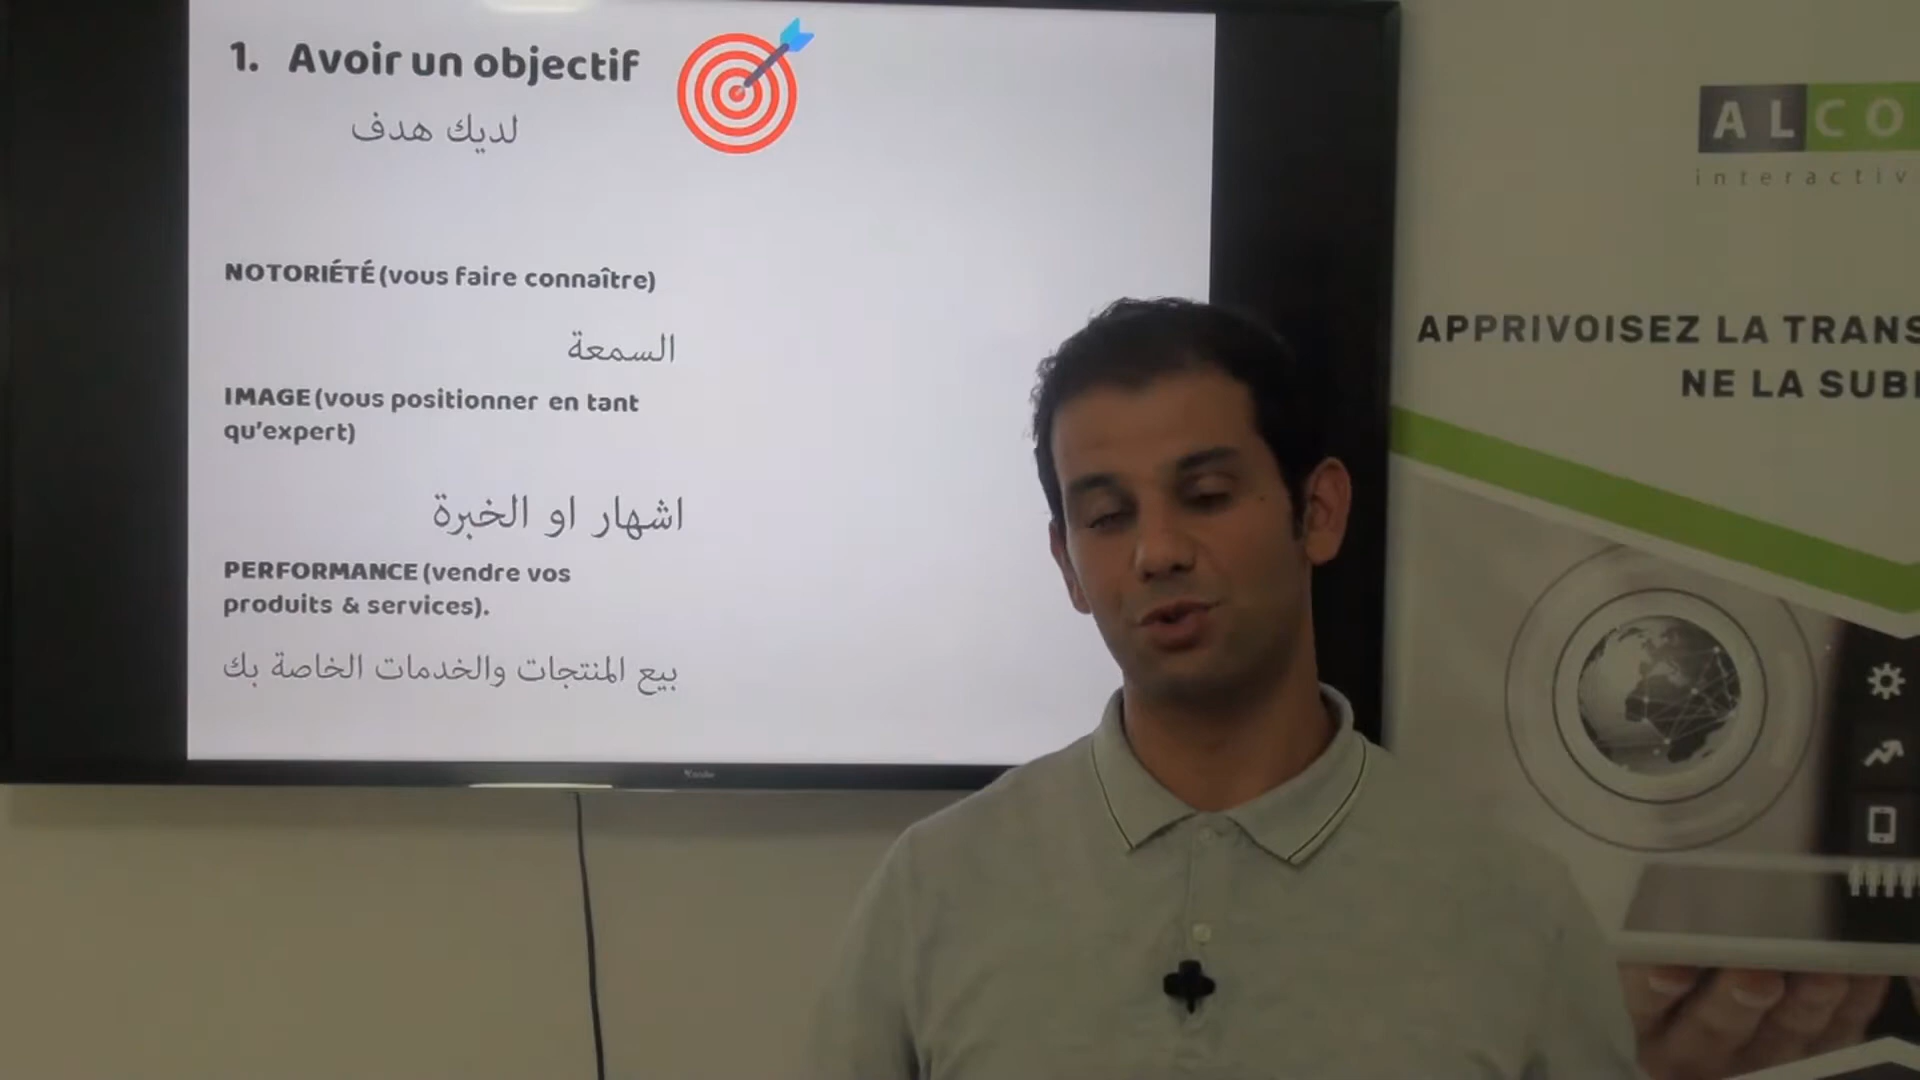 1. Avoir un objectif
لديك هدف
NOTORIÉTÉ (vous faire connaître)
السمعة
IMAGE (vous positionner en tant
qu'expert)
اشهار او الخبرة
PERFORMANCE (vendre vos
produits & services).
بيع المنتجات والخدمات الخاصة بك
ALCO
interactiv
APPRIVOISEZ LA TRANS
NE LA SUBI